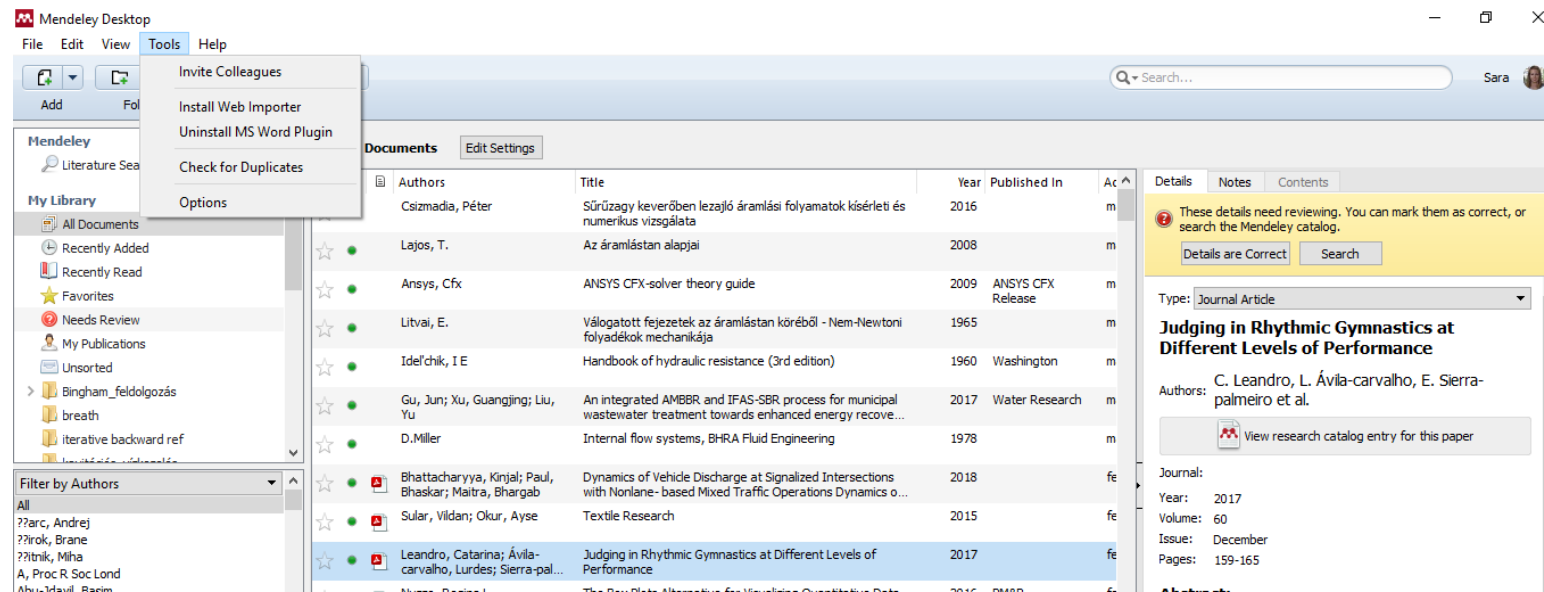 Mendeley Desktop
File Edit View Tools Help
Invite Colleagues
Install Web Importer
Uninstall MS Word Plugin
Check for Duplicates
Options
Add
Search...
Sara
Mendeley
My Library
All Documents
Recently Added
Recently Read
Favorites
Needs Review
My Publications
Unsorted
Bingham_feldolgozás
breath
iterative backward ref
Filter by Authors
All
??arc, Andrej
??irok, Brane
??itnik, Miha
A, Proc R Soc Lond
Abu-Jdayil, Basim
Documents Edit Settings
Authors Title Year Published In
Csizmadia, Péter Sűrűzagy keverőben lezajló áramlási folyamatok kísérleti és 2016
numerikus vizsgálata
Lajos, T. Az áramlástan alapjai 2008
Ansys, Cfx ANSYS CFX-solver theory guide 2009 ANSYS CFX
Release
Litvai, E. Válogatott fejezetek az áramlástan köréből - Nem-Newtoni 1965
folyadékok mechanikája
Idel'chik, I E Handbook of hydraulic resistance (3rd edition) 1960 Washington
Gu, Jun; Xu, Guangjing; Liu, An integrated AMBBR and IFAS-SBR process for municipal 2017 Water Research
Yu wastewater treatment towards enhanced energy recove...
D.Miller Internal flow systems, BHRA Fluid Engineering 1978
Bhattacharyya, Kinjal; Paul, Dynamics of Vehicle Discharge at Signalized Intersections 2018
Bhaskar; Maitra, Bhargab with Nonlane- based Mixed Traffic Operations Dynamics o...
Sular, Vildan; Okur, Ayse Textile Research 2015
Leandro, Catarina; Ávila- Judging in Rhythmic Gymnastics at Different Levels of 2017
carvalho, Lurdes; Sierra-pal... Performance
Details Notes Contents
These details need reviewing. You can mark them as correct, or
search the Mendeley catalog.
Details are Correct Search
Type: Journal Article
Judging in Rhythmic Gymnastics at
Different Levels of Performance
Authors: C. Leandro, L. Ávila-carvalho, E. Sierra-
palmeiro et al.
View research catalog entry for this paper
Journal:
Year: 2017
Volume: 60
Issue: December
Pages: 159-165